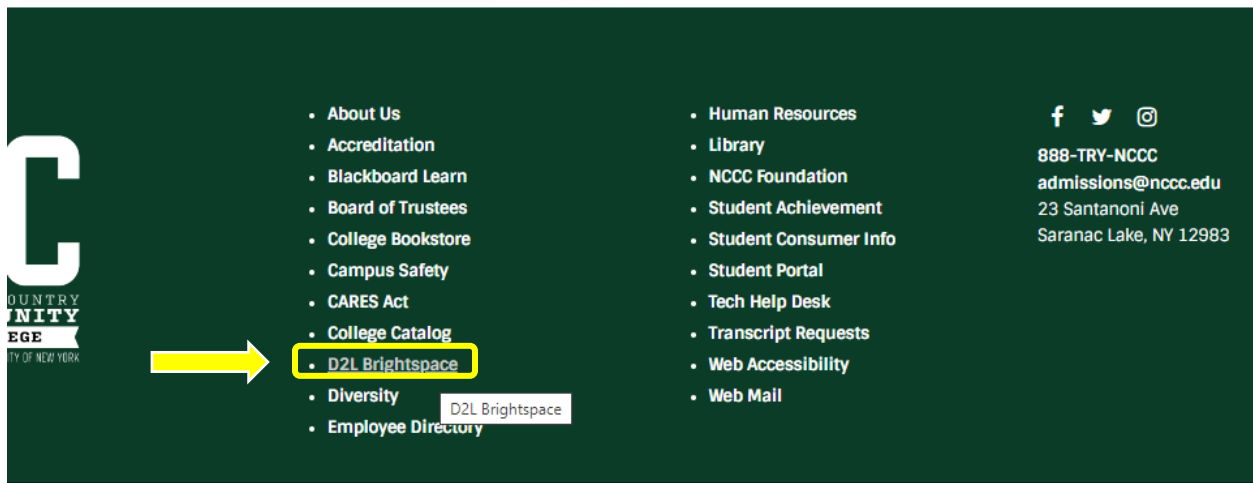 C
OUNTRY
UNITY
EGE
ITY OF NEW YORK
About Us
Accreditation
Blackboard Learn
Board of Trustees
College Bookstore
Campus Safety
CARES Act
College Catalog
D2L Brightspace
Diversity
D2L Brightspace
Employee Directory
Human Resources
Library
NCCC Foundation
Student Achievement
Student Consumer Info
Student Portal
Tech Help Desk
Transcript Requests
Web Accessibility
Web Mail
888-TRY-NCCC
admissions@nccc.edu
23 Santanoni Ave
Saranac Lake, NY 12983